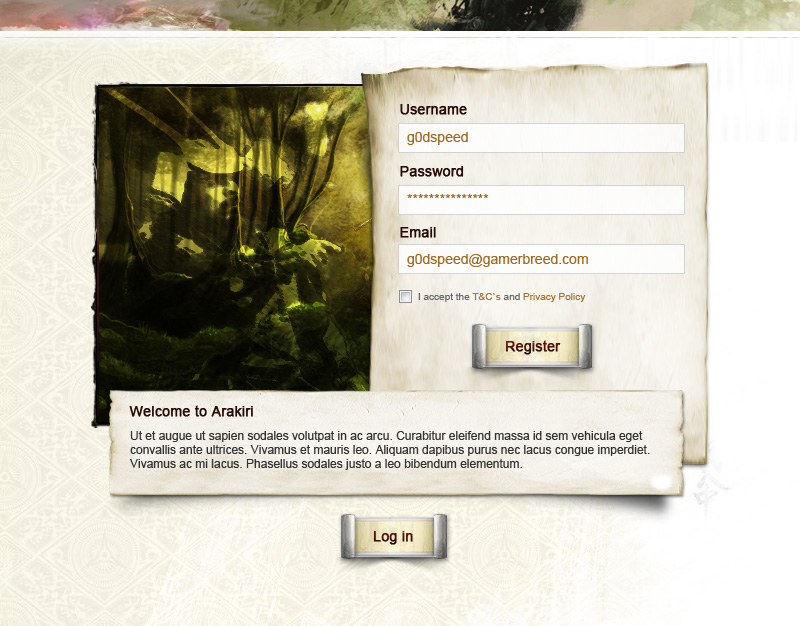 Username
g0dspeed
Password
***************
Email
g0dspeed@gamerbreed.com
I accept the T&C`s and Privacy Policy
Register
Welcome to Arakiri
Ut et augue ut sapien sodales volutpat in ac arcu. Curabitur eleifend massa id sem vehicula eget
convallis ante ultrices. Vivamus et mauris leo. Aliquam dapibus purus nec lacus congue imperdiet.
Vivamus ac mi lacus. Phasellus sodales justo a leo bibendum elementum.
Log in